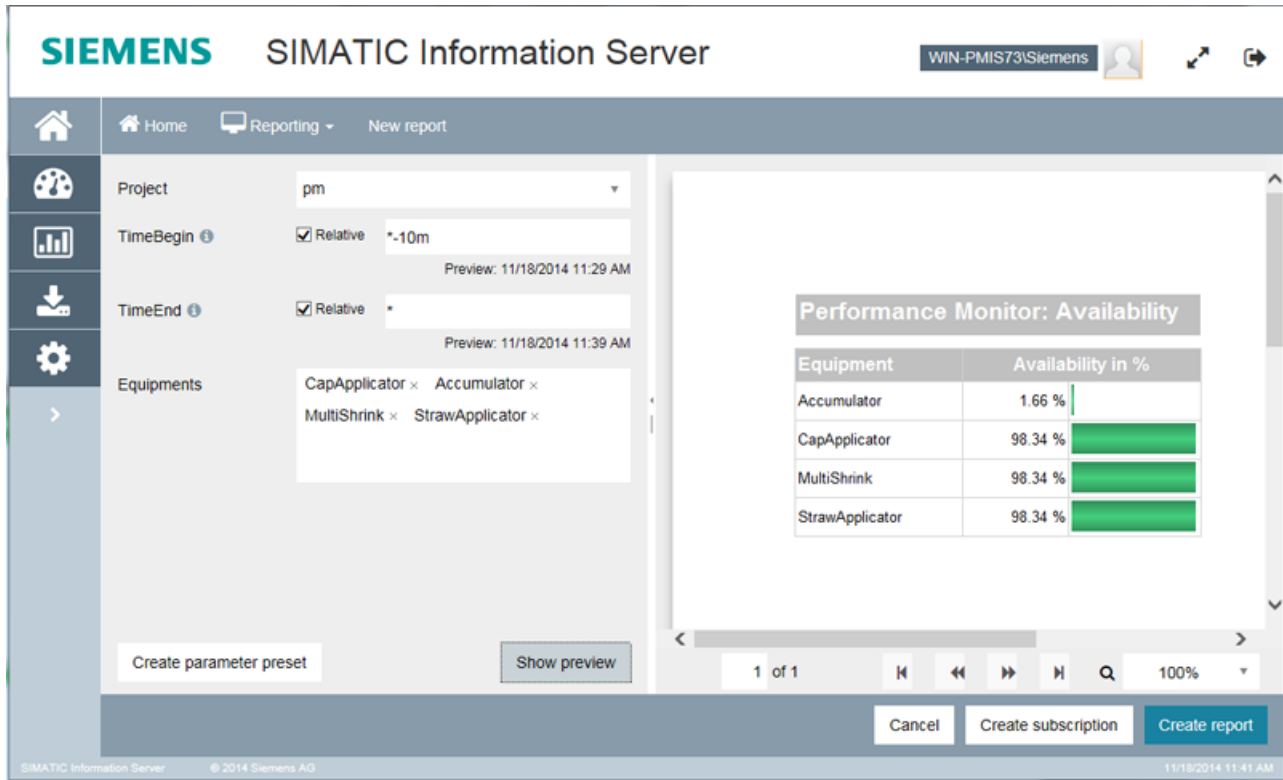 SIEMENS SIMATIC Information Server WIN-PMIS73\Siemens
Home Reporting New report
Project pm
TimeBegin Relative *-10m
Preview: 11/18/2014 11:29 AM
TimeEnd Relative *
Preview: 11/18/2014 11:39 AM
Equipments CapApplicator × Accumulator ×
MultiShrink × StrawApplicator ×
Create parameter preset Show preview
Performance Monitor: Availability
Equipment Availability in %
Accumulator 1.66 %
CapApplicator 98.34 %
MultiShrink 98.34 %
StrawApplicator 98.34 %
1 of 1 100%
Cancel Create subscription Create report
SIMATIC Information Server © 2014 Siemens AG 11/18/2014 11:41 AM